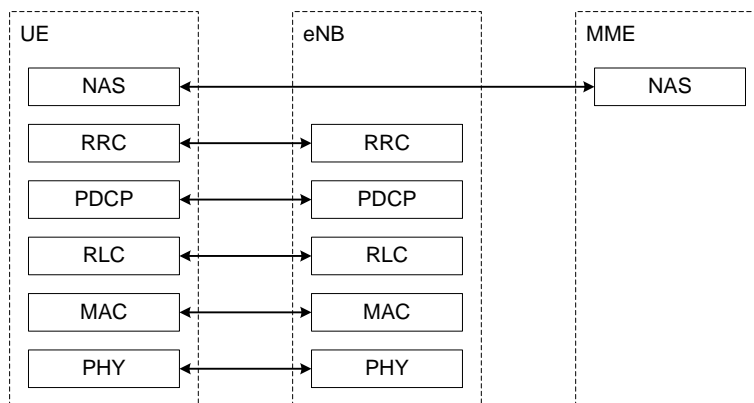 UE eNB MME
NAS NAS
RRC RRC
PDCP PDCP
RLC RLC
MAC MAC
PHY PHY